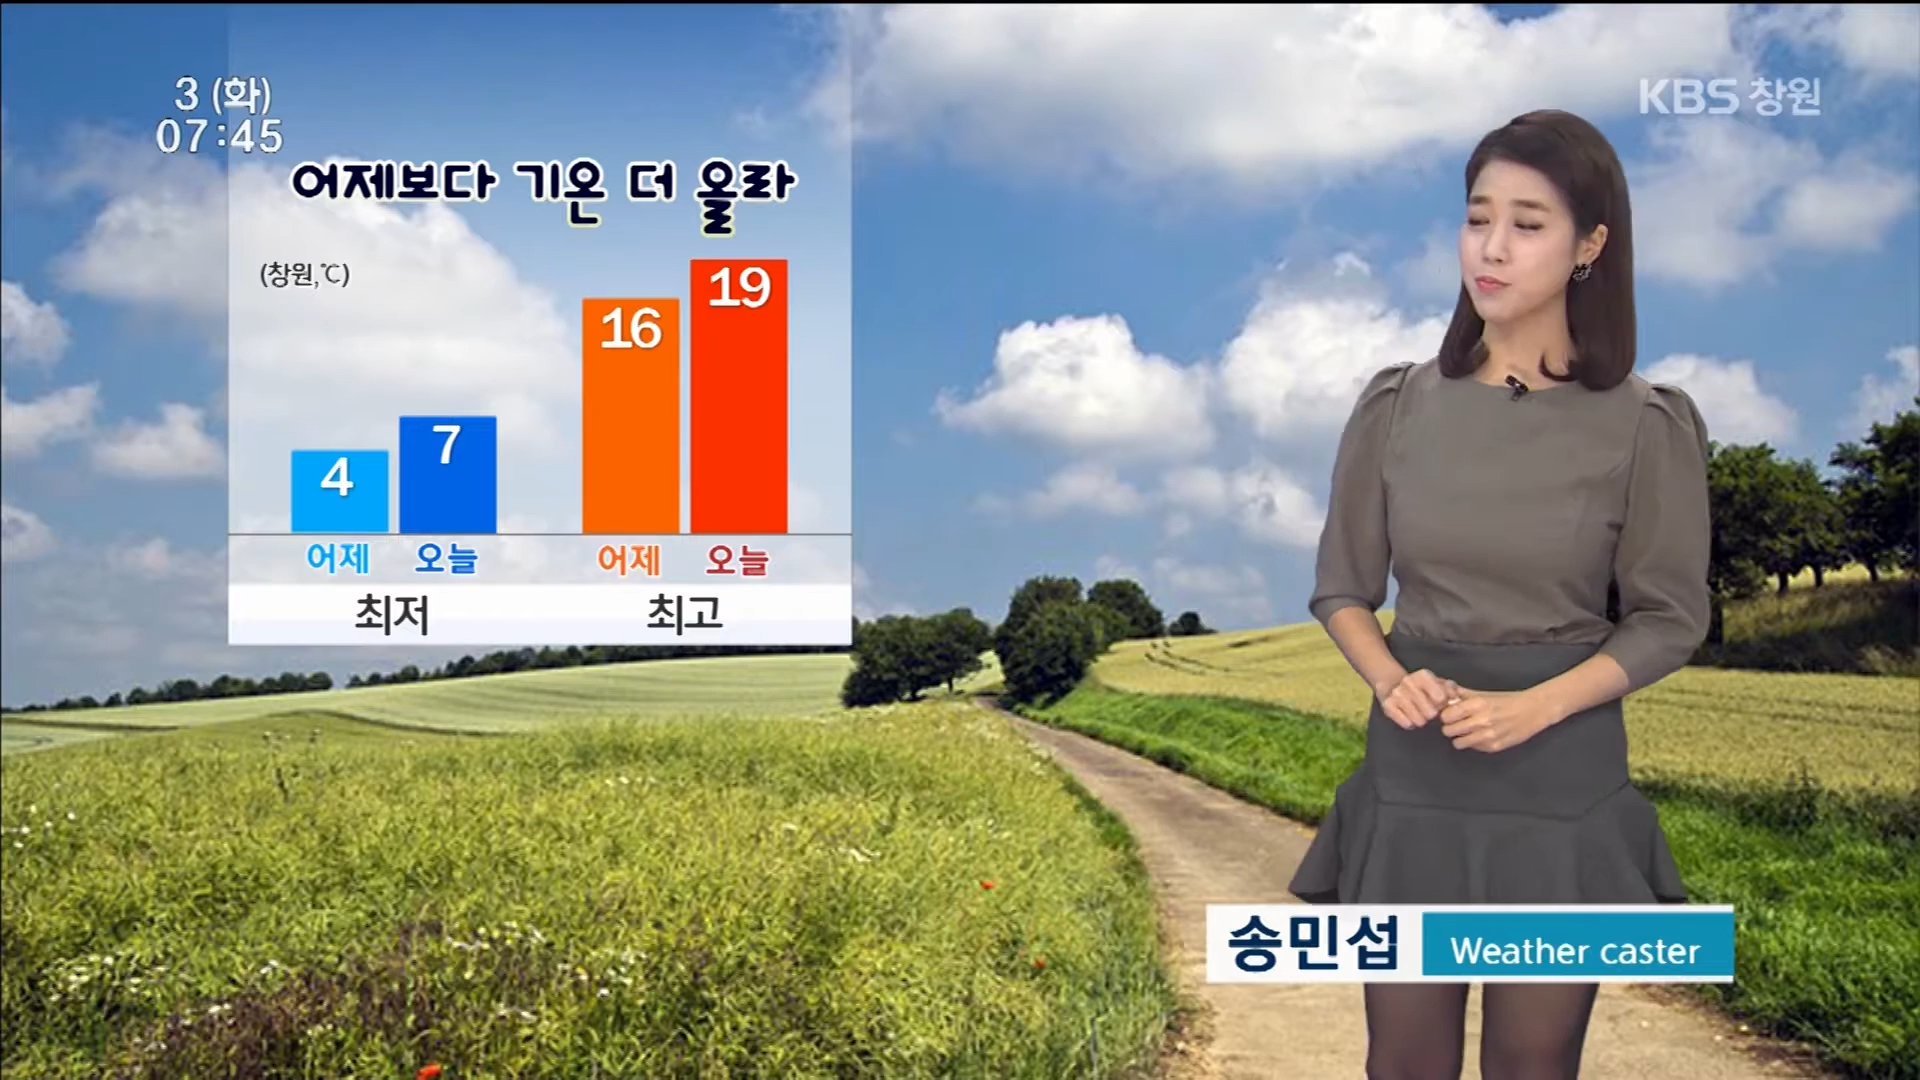 3 (화)
07:45
KBS 창원
어제보다 기온 더 올라
(창원,℃)
4 7 16 19
어제 오늘 어제 오늘
최저 최고
송민섭 Weather caster